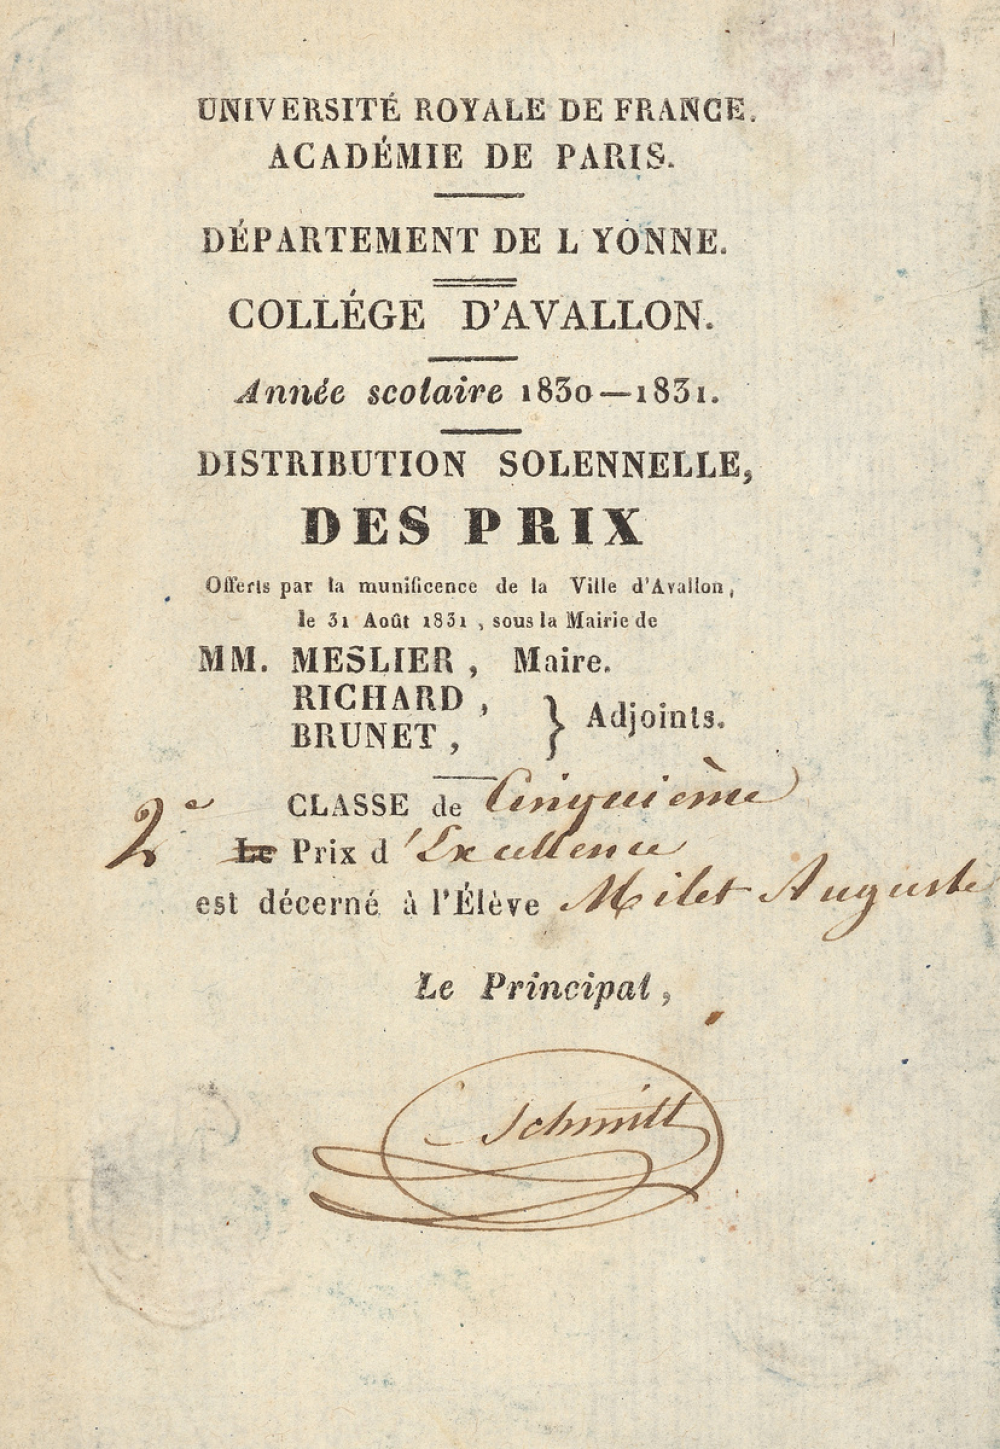 UNIVERSITÉ ROYALE DE FRANCE.
ACADÉMIE DE PARIS.
DÉPARTEMENT DE L YONNE.
COLLÉGE D'AVALLON.
Année scolaire 1830—1831.
DISTRIBUTION SOLENNELLE,
DES PRIX
Offerts par la munificence de la Ville d'Avallon,
le 31 Août 1831, sous la Mairie de
MM. MESLIER, Maire.
RICHARD,
BRUNET, } Adjoints.
CLASSE de Cinquième
2e Le Prix d'Excellence
est décerné à l'Élève Milet Auguste
Le Principal,
Schmitt